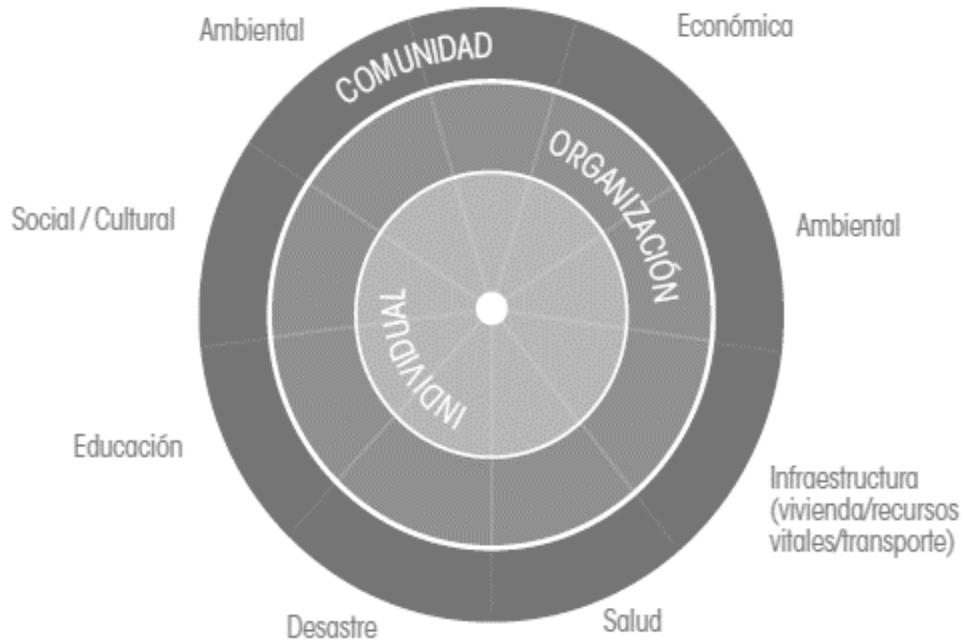 Ambiental
Económica
COMUNIDAD
ORGANIZACIÓN
Social / Cultural
Ambiental
INDIVIDUAL
Educación
Infraestructura
(vivienda/recursos
vitales/transporte)
Desastre
Salud